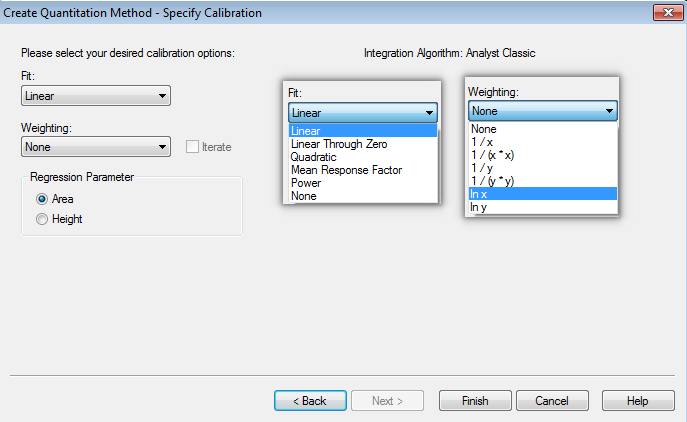 Create Quantitation Method - Specify Calibration
Please select your desired calibration options:
Integration Algorithm: Analyst Classic
Fit:
Linear
Weighting:
None
Iterate
Regression Parameter
Area
Height
Fit:
Linear
Linear
Linear Through Zero
Quadratic
Mean Response Factor
Power
None
Weighting:
None
None
1 / x
1 / (x * x)
1 / y
1 / (y * y)
ln x
ln y
< Back
Next >
Finish
Cancel
Help